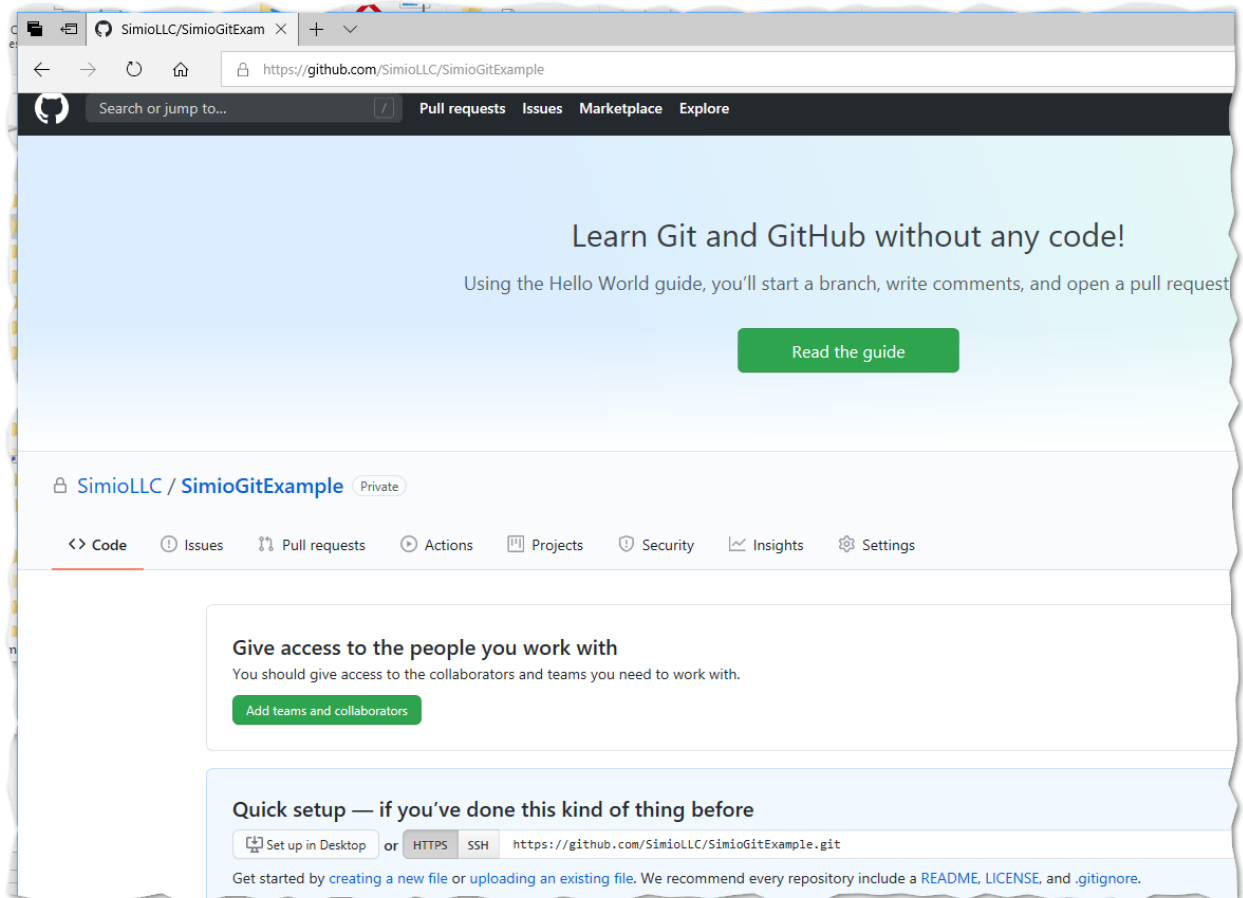 SimioLLC/SimioGitExam
https://github.com/SimioLLC/SimioGitExample
Search or jump to... / Pull requests Issues Marketplace Explore
Learn Git and GitHub without any code!
Using the Hello World guide, you’ll start a branch, write comments, and open a pull request
Read the guide
SimioLLC / SimioGitExample Private
Code Issues Pull requests Actions Projects Security Insights Settings
Give access to the people you work with
You should give access to the collaborators and teams you need to work with.
Add teams and collaborators
Quick setup — if you’ve done this kind of thing before
Set up in Desktop or HTTPS SSH https://github.com/SimioLLC/SimioGitExample.git
Get started by creating a new file or uploading an existing file. We recommend every repository include a README, LICENSE, and .gitignore.